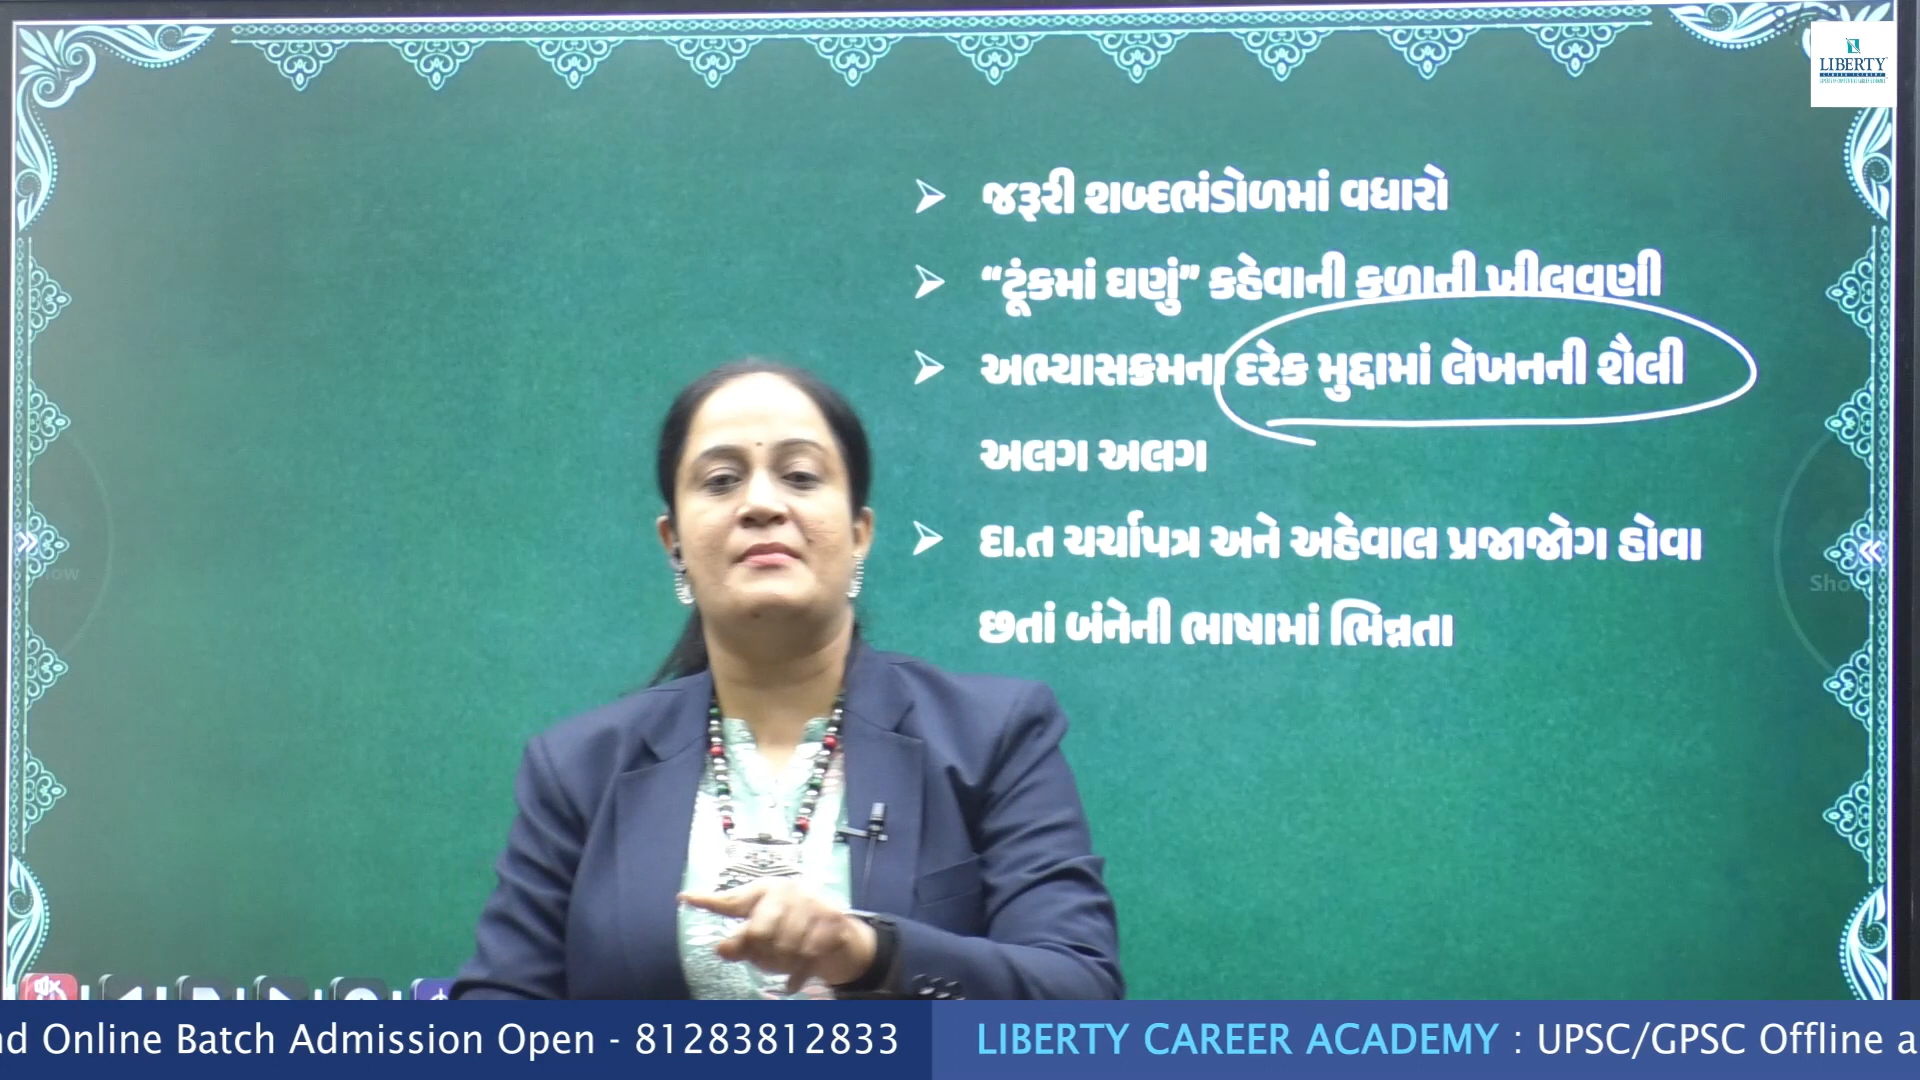 LIBERTY
જરૂરી શબ્દભંડોળમાં વધારો
“ટૂંકમાં ઘણું” કહેવાની કળાની ખીલવણી
અભ્યાસક્રમના દરેક મુદ્દામાં લેખનની શૈલી
અલગ અલગ
દા.ત ચર્ચાપત્ર અને અહેવાલ પ્રજાજોગ હોવા
છતાં બંનેની ભાષામાં ભિન્નતા
nd Online Batch Admission Open - 81283812833 LIBERTY CAREER ACADEMY : UPSC/GPSC Offline a